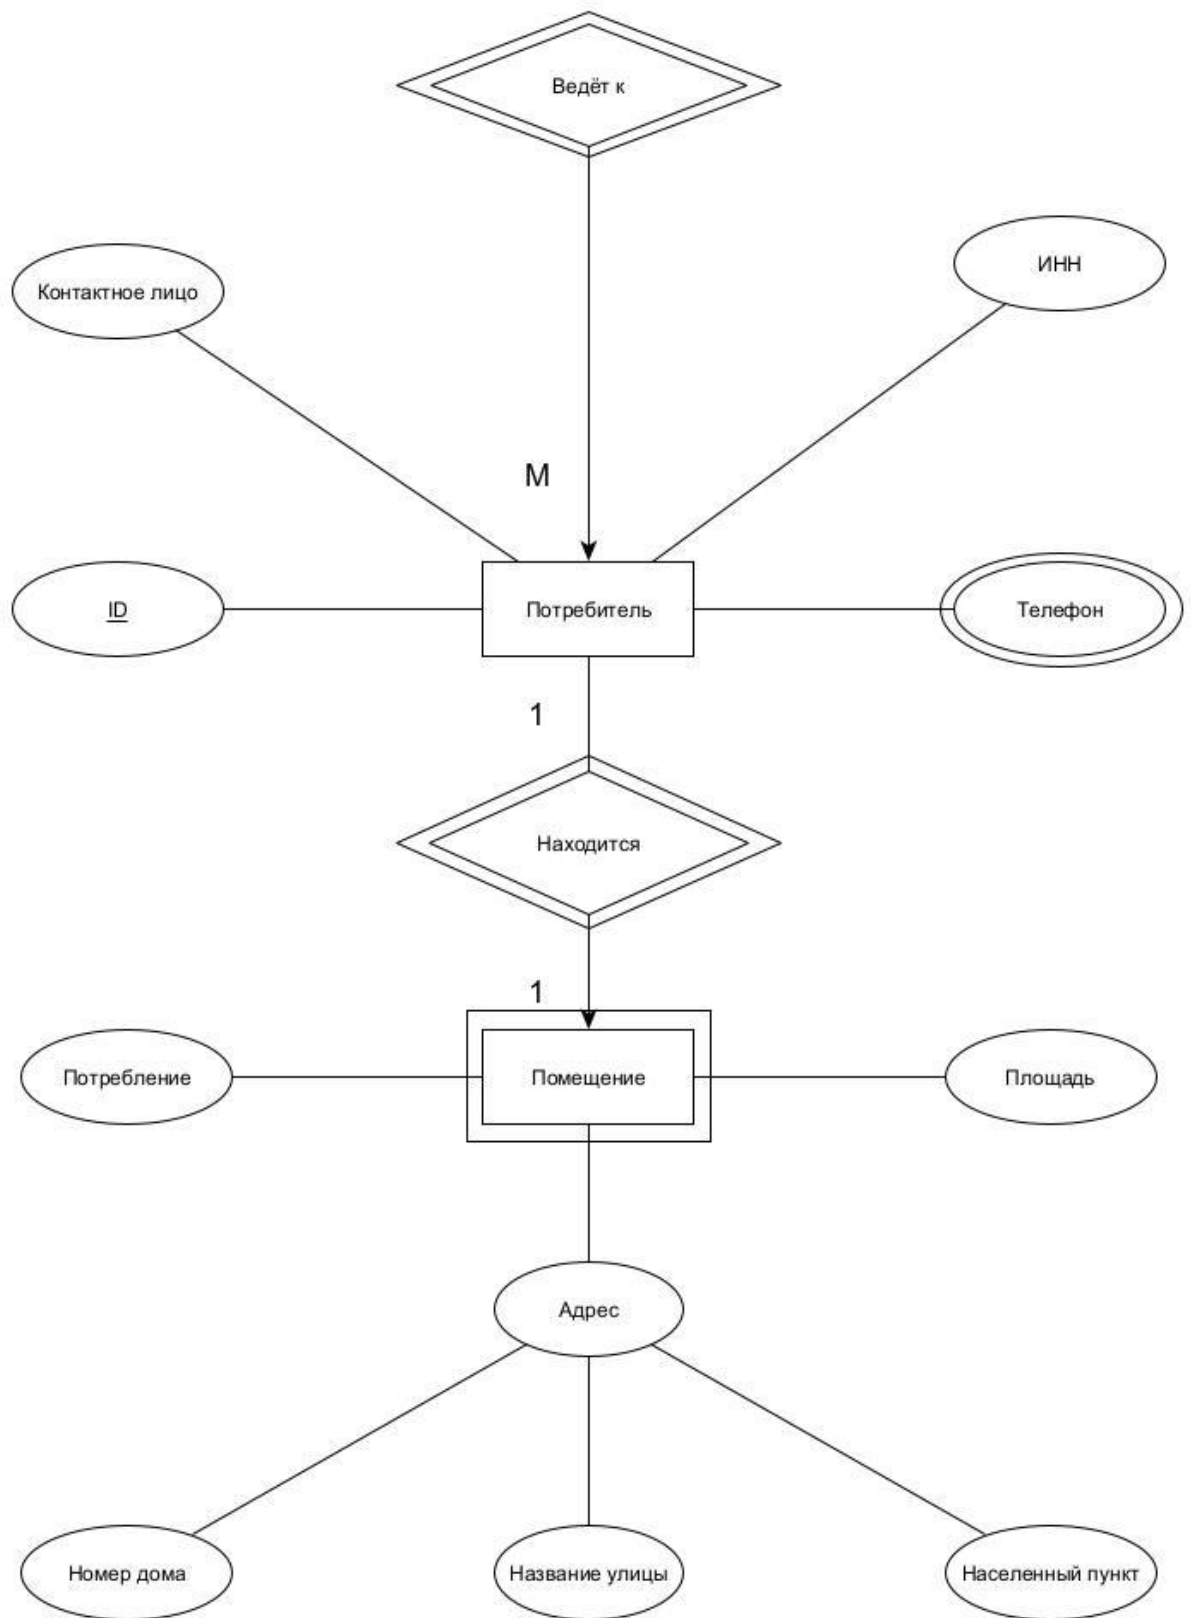 Ведёт к
ИНН
Контактное лицо
М
ID
Потребитель
Телефон
1
Находится
1
Потребление
Помещение
Площадь
Адрес
Номер дома
Название улицы
Населенный пункт